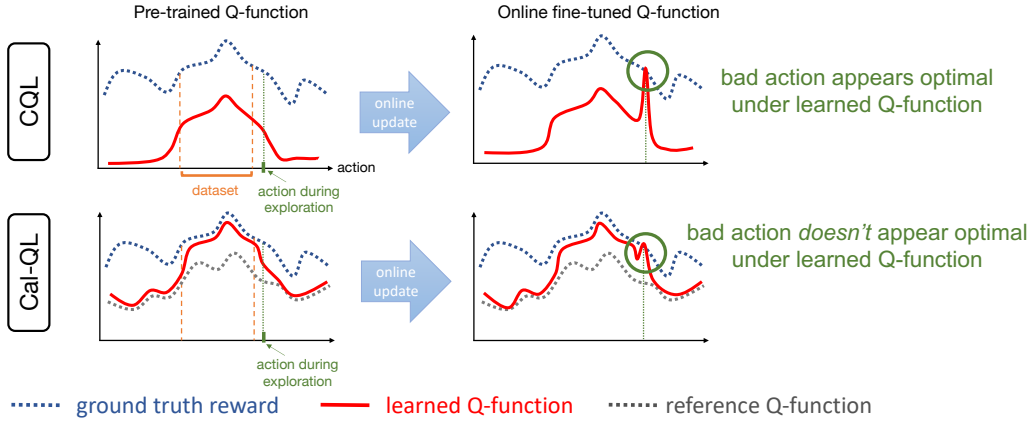 Pre-trained Q-function
Online fine-tuned Q-function
CQL
online
update
bad action appears optimal
under learned Q-function
action
dataset
action during
exploration
Cal-QL
online
update
bad action doesn't appear optimal
under learned Q-function
action during
exploration
ground truth reward
learned Q-function
reference Q-function